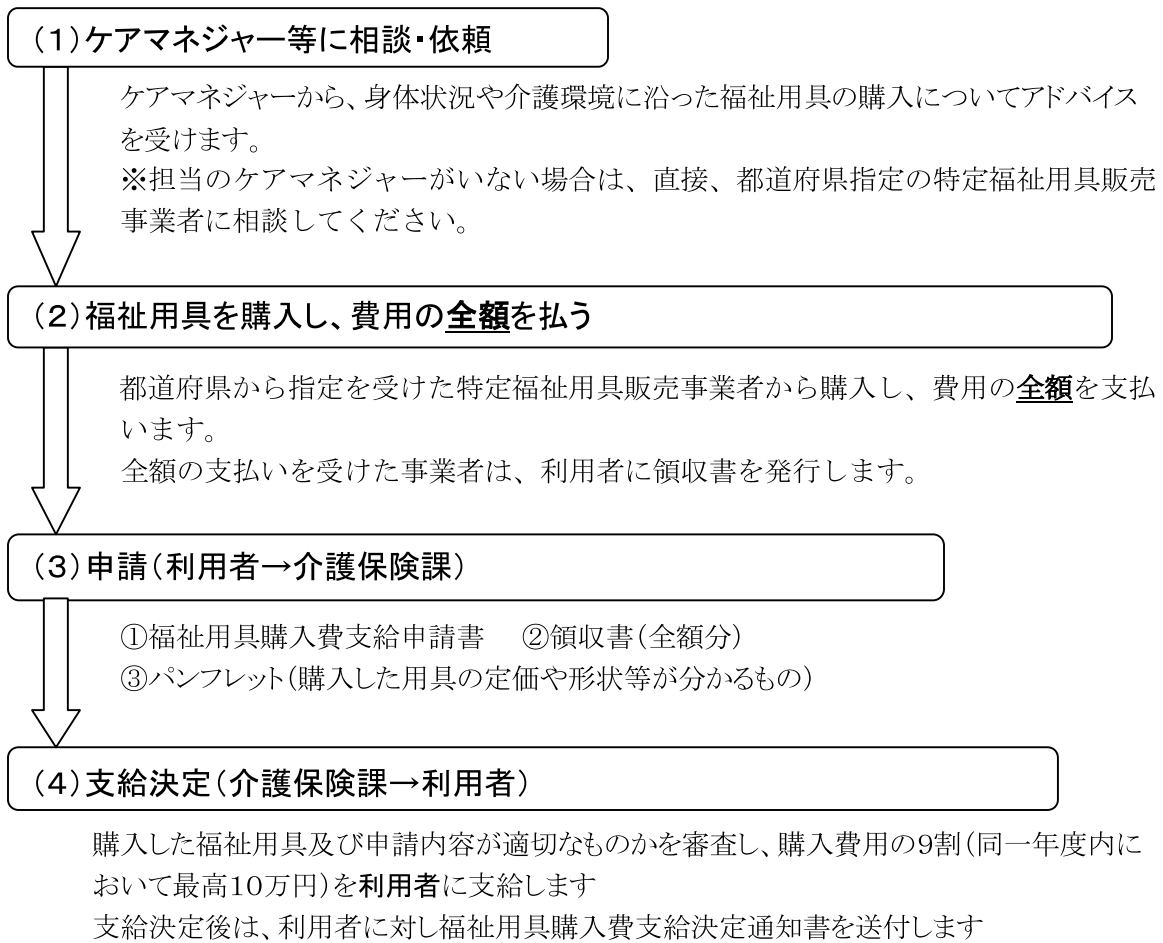 (１)ケアマネジャー等に相談・依頼
ケアマネジャーから、身体状況や介護環境に沿った福祉用具の購入についてアドバイス
を受けます。
※担当のケアマネジャーがいない場合は、直接、都道府県指定の特定福祉用具販売
事業者に相談してください。
(２)福祉用具を購入し、費用の全額を払う
都道府県から指定を受けた特定福祉用具販売事業者から購入し、費用の全額を支払
います。
全額の支払いを受けた事業者は、利用者に領収書を発行します。
(３)申請(利用者→介護保険課)
①福祉用具購入費支給申請書　②領収書(全額分)
③パンフレット(購入した用具の定価や形状等が分かるもの)
(４)支給決定(介護保険課→利用者)
購入した福祉用具及び申請内容が適切なものかを審査し、購入費用の９割(同一年度内に
おいて最高１０万円)を利用者に支給します
支給決定後は、利用者に対し福祉用具購入費支給決定通知書を送付します